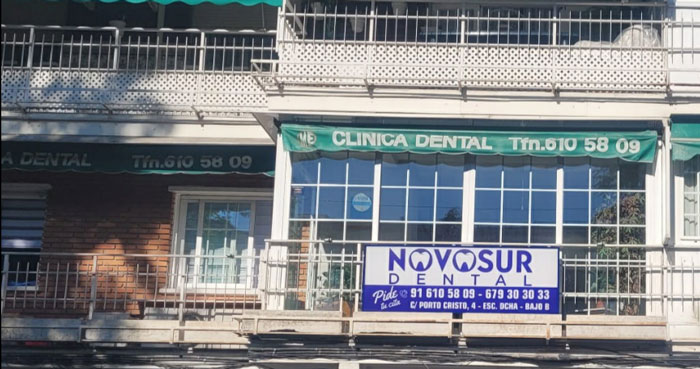 CLINICA DENTAL Tfn.610 58 09
DENTAL Tfn.610 58 09
NOVOSUR
DENTAL
Pide tu cita
91 610 58 09 - 679 30 30 33
C/ PORTO CRISTO, 4 - ESC. DCHA - BAJO B